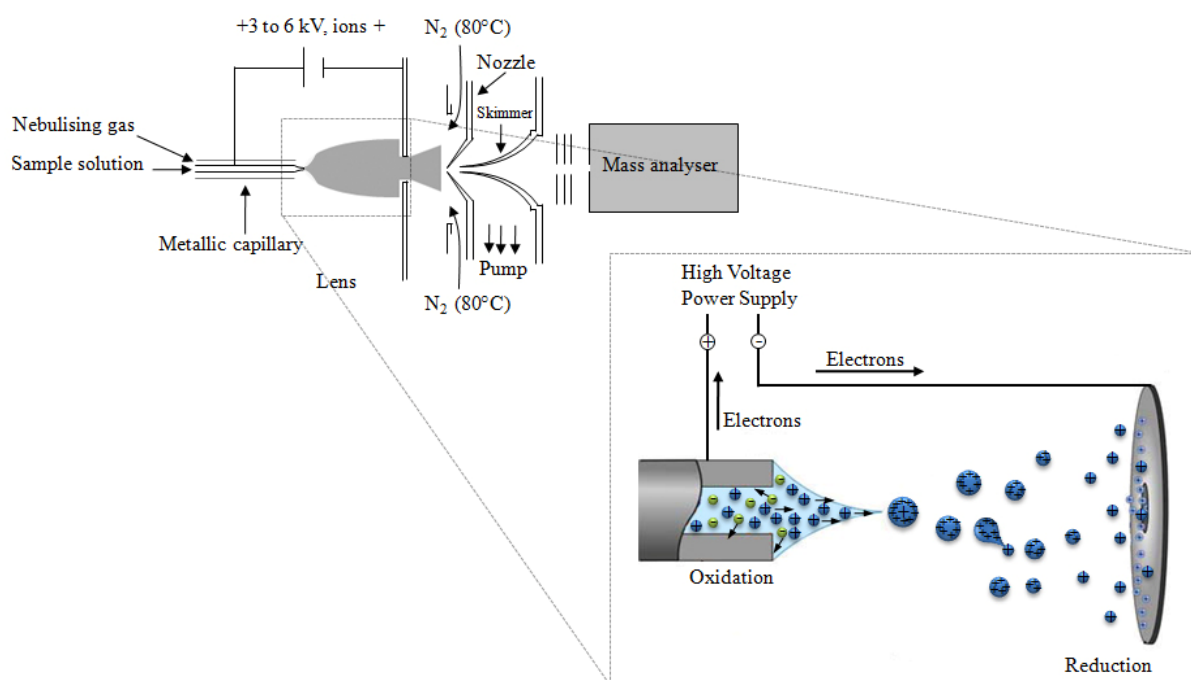 +3 to 6 kV, ions +
N₂ (80°C)
Nozzle
Skimmer
Nebulising gas
Sample solution
Mass analyser
Metallic capillary
Lens
Pump
N₂ (80°C)
High Voltage
Power Supply
+
-
Electrons
Electrons
Oxidation
Reduction